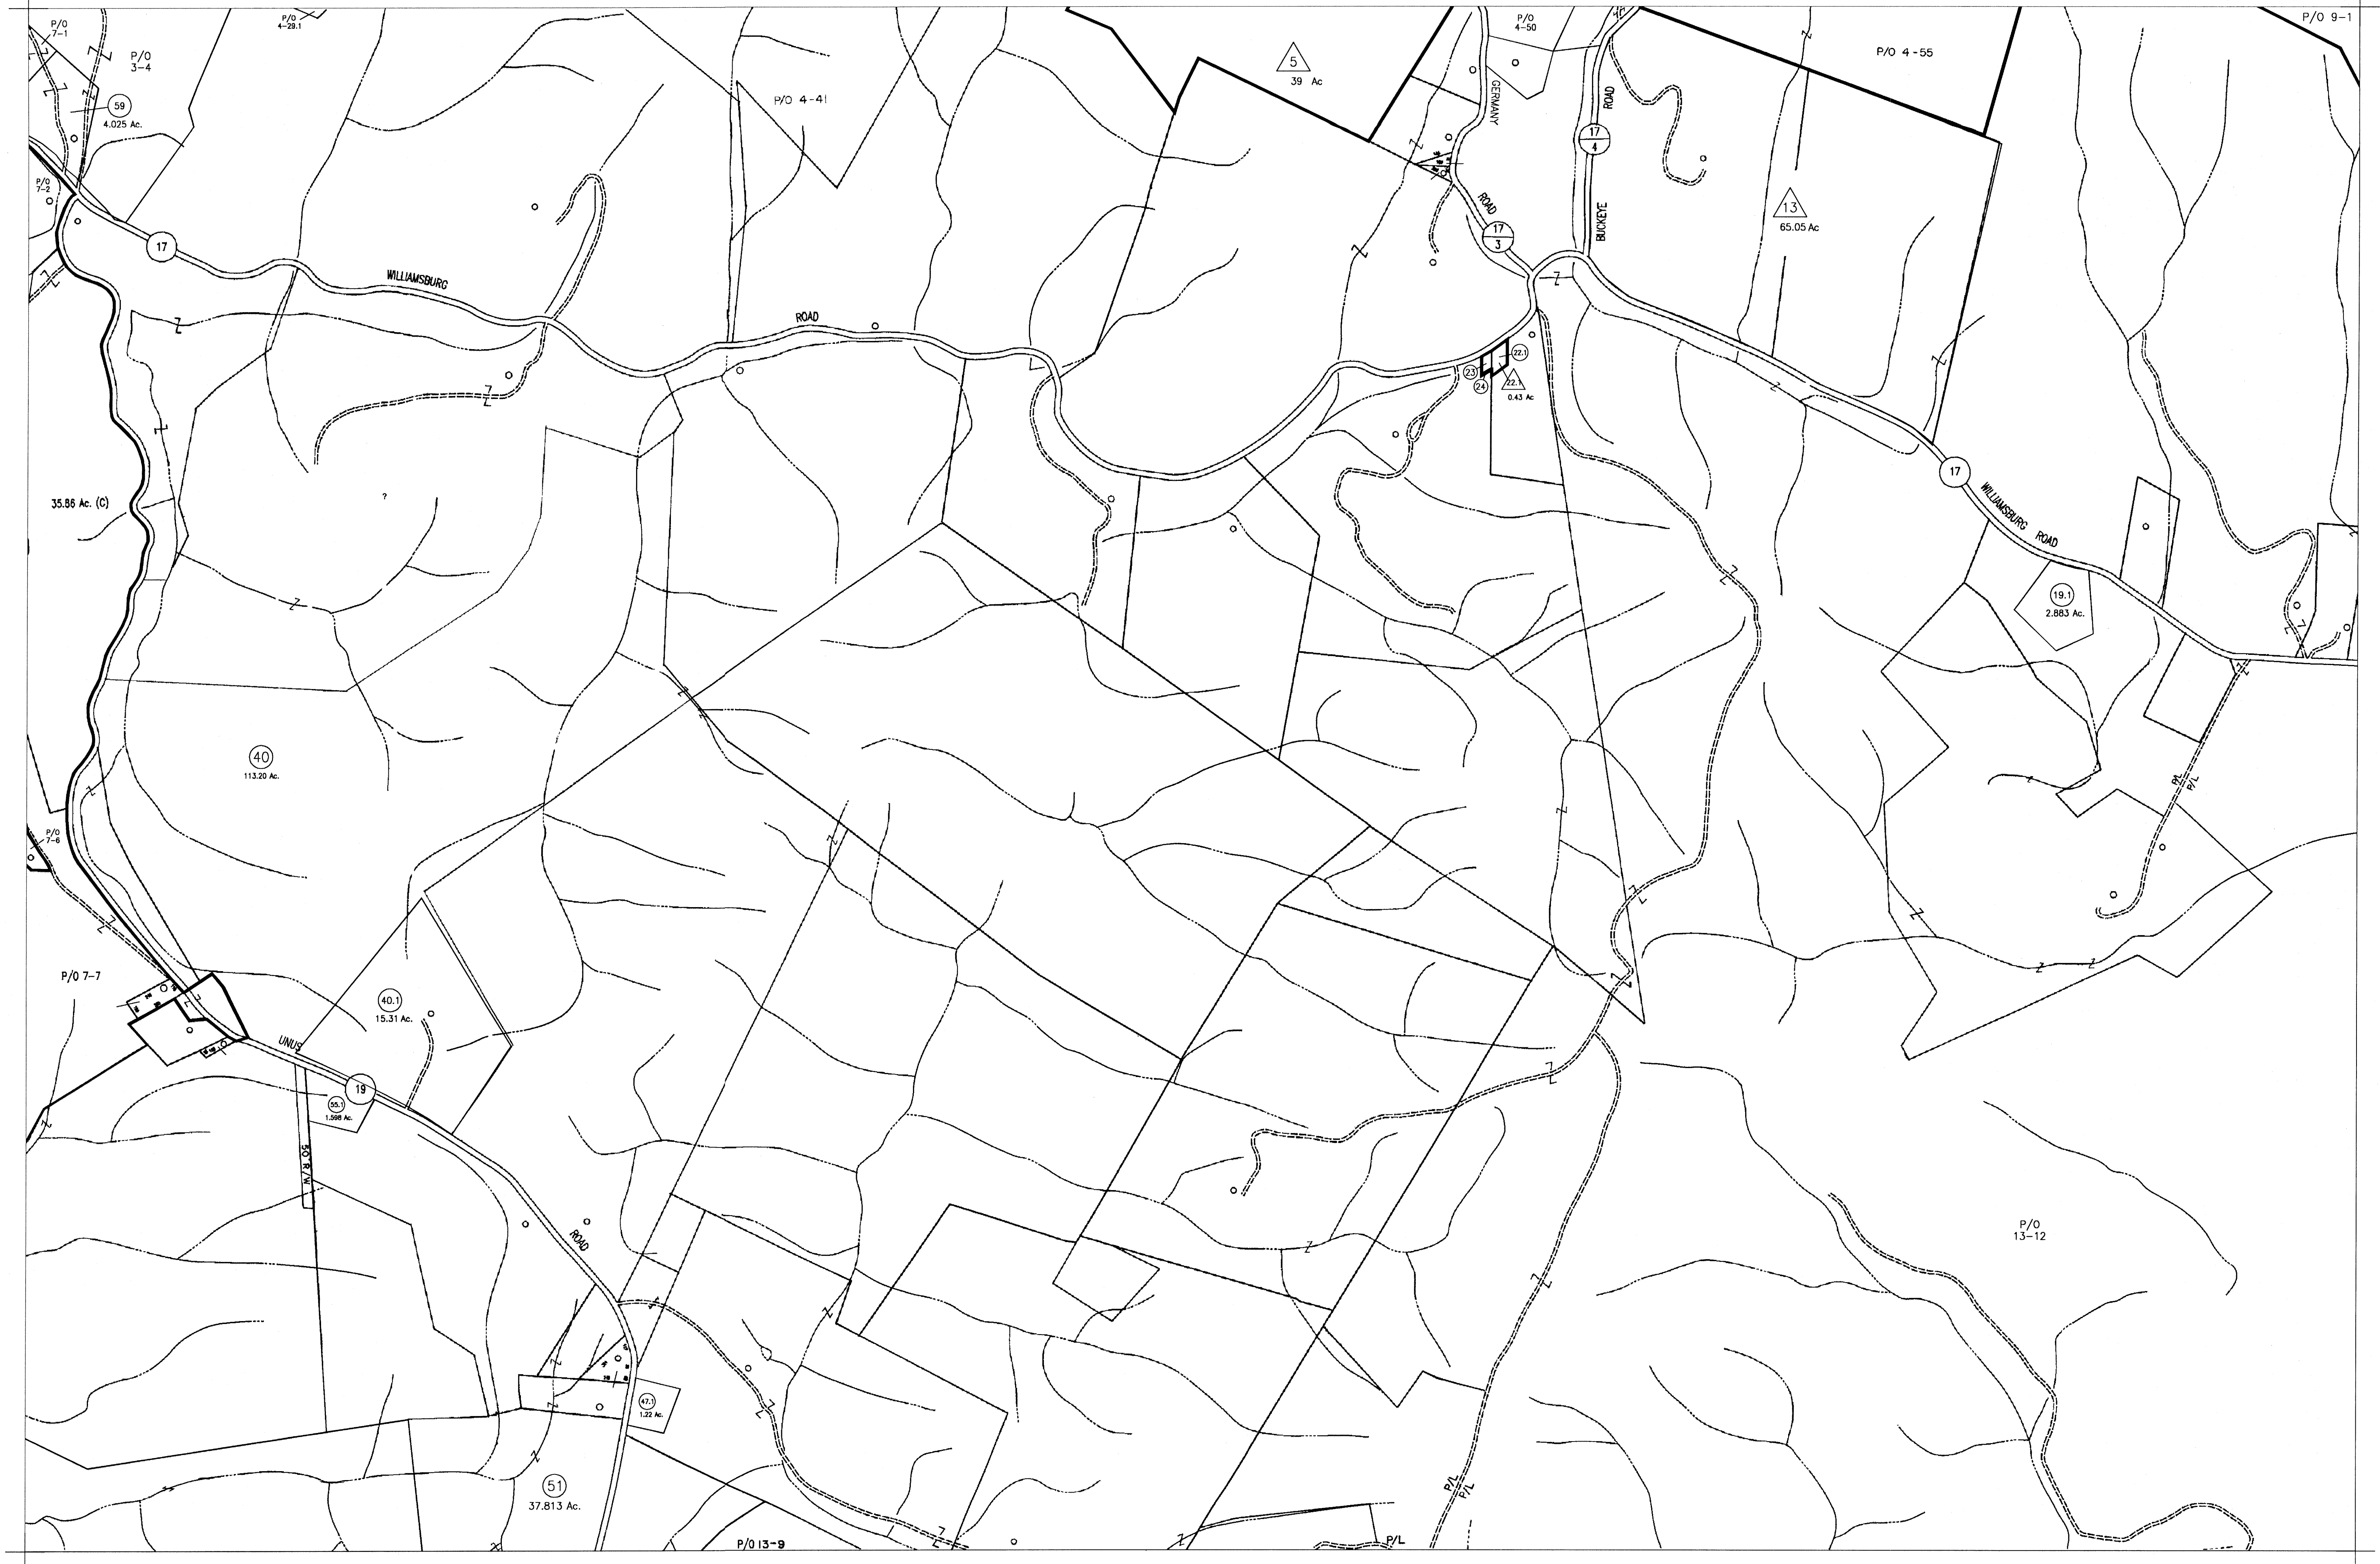 P/O
7-1
P/O
3-4
P/O
4-29.1
59
4.025 Ac.
P/O
7-2
17
WILLIAMSBURG
ROAD
P/O 4-41
5
39 Ac
P/O
4-50
GERMANY
ROAD
17
3
BUCKEYE
ROAD
17
4
P/O 4-55
P/O 9-1
13
65.05 Ac
22.1
23
24
22.1
0.43 Ac
17
WILLIAMSBURG ROAD
19.1
2.883 Ac.
35.86 Ac. (C)
?
40
113.20 Ac.
P/O
7-6
P/L
P/L
P/O 7-7
40.1
15.31 Ac.
UNUS
ROAD
19
55.1
1.598 Ac.
50' R/W
P/O
13-12
47.1
1.22 Ac.
51
37.813 Ac.
P/O 13-9
P/L
P/L
P/L